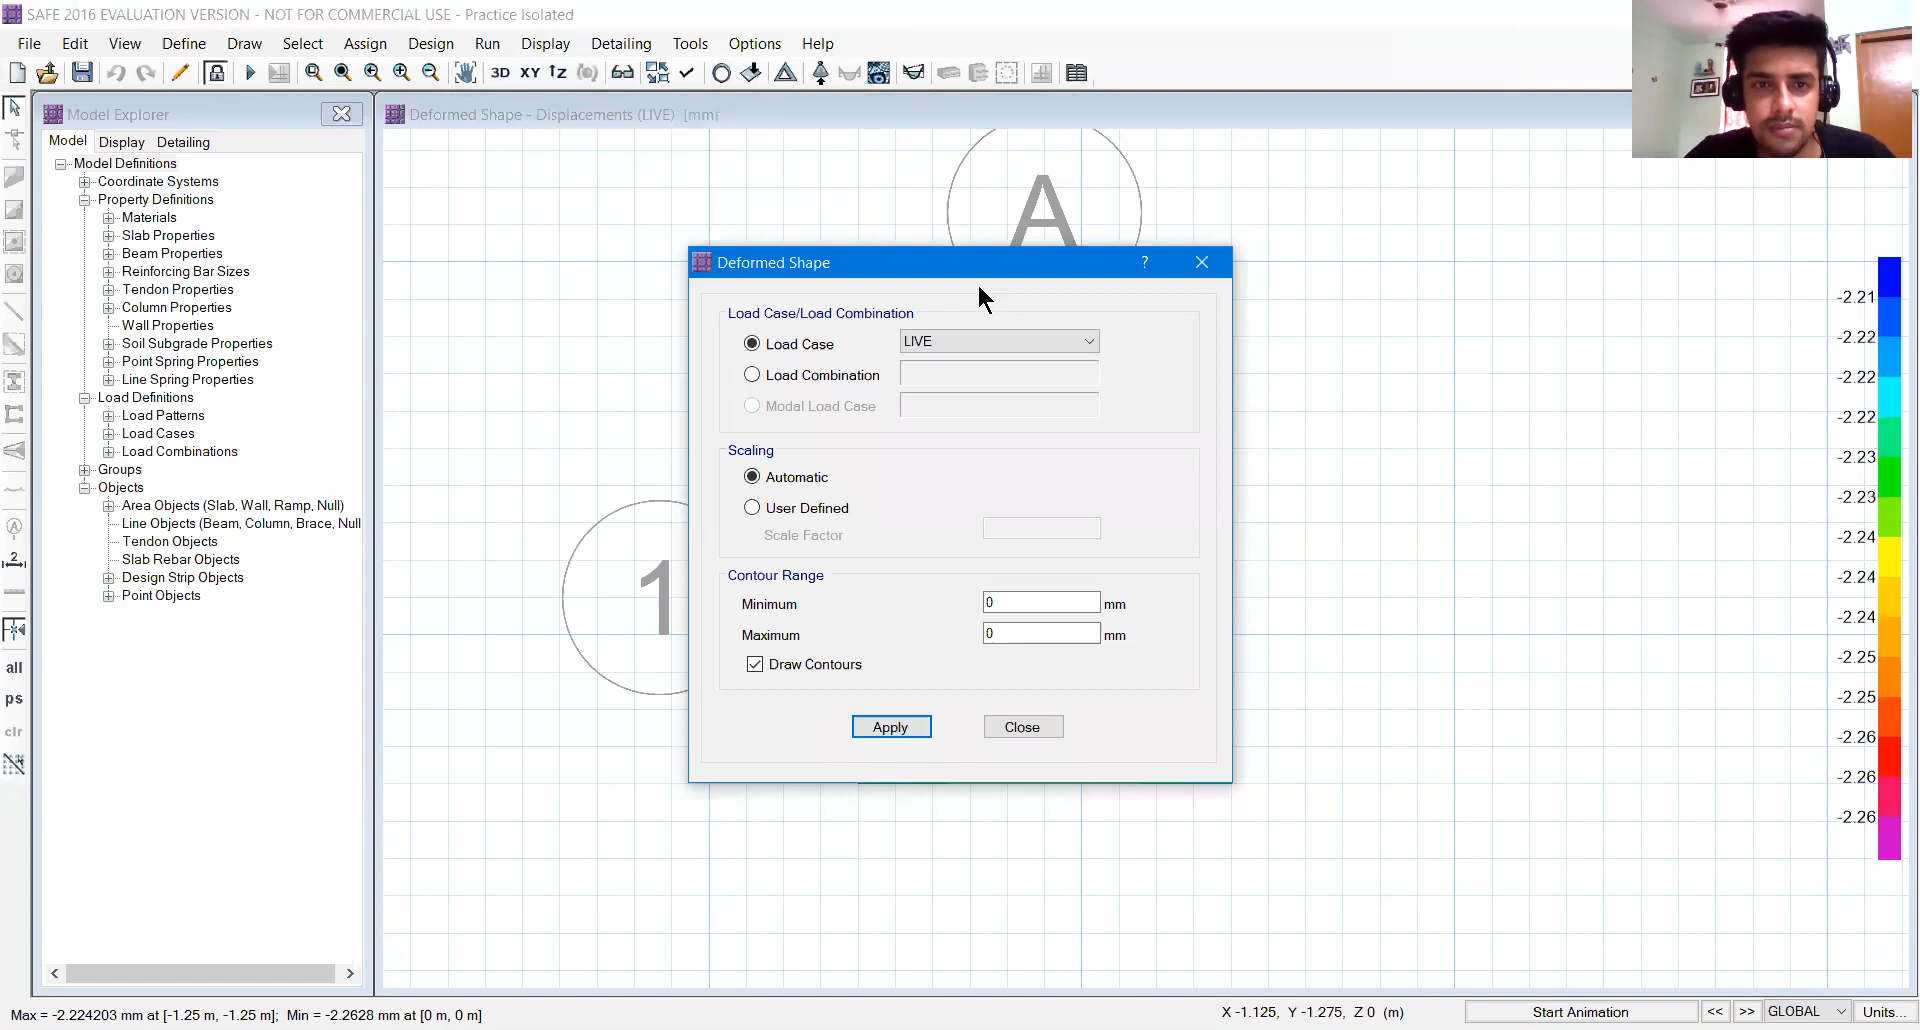 SAFE 2016 EVALUATION VERSION - NOT FOR COMMERCIAL USE - Practice Isolated
File Edit View Define Draw Select Assign Design Run Display Detailing Tools Options Help
3D XY
Model Explorer
Deformed Shape - Displacements (LIVE) [mm]
Model Display Detailing
Model Definitions
Coordinate Systems
Property Definitions
Materials
Slab Properties
Beam Properties
Reinforcing Bar Sizes
Tendon Properties
Column Properties
Wall Properties
Soil Subgrade Properties
Point Spring Properties
Line Spring Properties
Load Definitions
Load Patterns
Load Cases
Load Combinations
Groups
Objects
Area Objects (Slab, Wall, Ramp, Null)
Line Objects (Beam, Column, Brace, Null
Tendon Objects
Slab Rebar Objects
Design Strip Objects
Point Objects
2
all
ps
clr
A
1
Deformed Shape ?
Load Case/Load Combination
Load Case LIVE
Load Combination
Modal Load Case
Scaling
Automatic
User Defined
Scale Factor
Contour Range
Minimum 0 mm
Maximum 0 mm
Draw Contours
Apply Close
-2.21
-2.22
-2.22
-2.22
-2.23
-2.23
-2.24
-2.24
-2.24
-2.25
-2.25
-2.26
-2.26
-2.26
Max = -2.224203 mm at [-1.25 m, -1.25 m]; Min = -2.2628 mm at [0 m, 0 m]
X -1.125, Y -1.275, Z 0 (m)
Start Animation << >> GLOBAL Units...